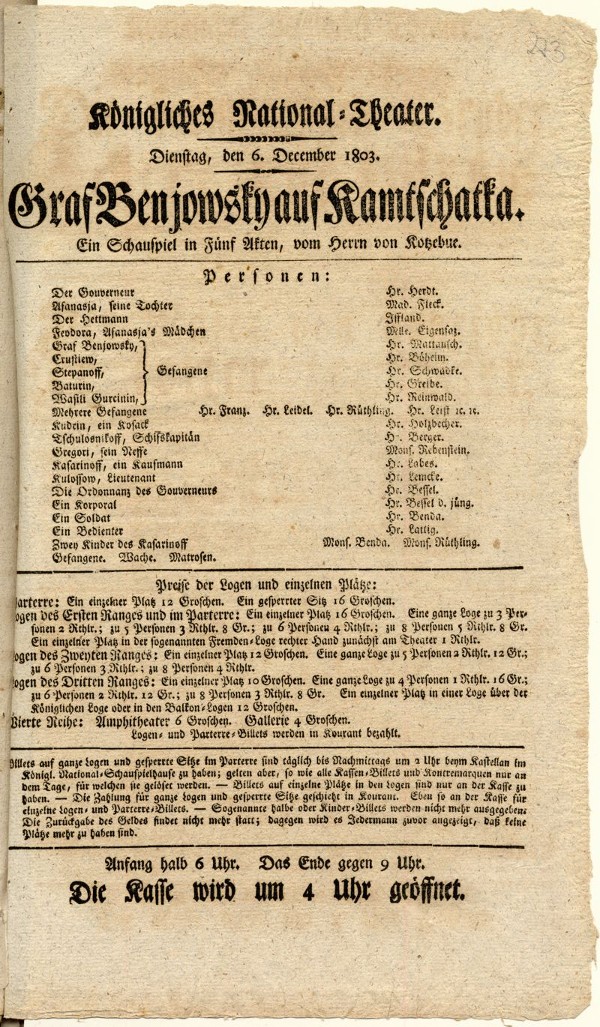 223
Königliches National-Theater.
Dienstag, den 6. December 1803.
Graf Benjowsky auf Kamtschatka.
Ein Schauspiel in Fünf Akten, vom Herrn von Kotzebue.
Personen:
Der Gouverneur Hr. Herdt.
Afanasja, seine Tochter Mad. Fleck.
Der Hettmann Iffland.
Feodora, Afanasja's Mädchen Melle. Eigensaz.
Graf Benjowsky, Hr. Mattausch.
Crustiew, Hr. Böheim.
Stepanoff, Gefangene Hr. Schwadke.
Baturin, Hr. Greibe.
Wasili Gurcinin, Hr. Reinwald.
Mehrere Gefangene Hr. Franz. Hr. Leidel. Hr. Rüthling. Hr. Leist ꝛc. ꝛc.
Kudrin, ein Kosack Hr. Holzbecher.
Tschulosnikoff, Schifskapitän Hr. Berger.
Gregori, sein Neffe Mons. Rebenstein.
Kasarinoff, ein Kaufmann Hr. Labes.
Kulossow, Lieutenant Hr. Lemcke.
Die Ordonnanz des Gouverneurs Hr. Bessel.
Ein Korporal Hr. Bessel d. jüng.
Ein Soldat Hr. Benda.
Ein Bedienter Hr. Lattig.
Zwey Kinder des Kasarinoff Mons. Benda. Mons. Rüthling.
Gefangene. Wache. Matrosen.
Preise der Logen und einzelnen Plätze:
arterre: Ein einzelner Platz 12 Groschen. Ein gesperrter Sitz 16 Groschen.
ogen des Ersten Ranges und im Parterre: Ein einzelner Platz 16 Groschen. Eine ganze Loge zu 3 Per-
sonen 2 Rthlr.; zu 5 Personen 3 Rthlr. 8 Gr.; zu 6 Personen 4 Rthlr.; zu 8 Personen 5 Rthlr. 8 Gr.
Ein einzelner Platz in der sogenannten Fremden-Loge rechter Hand zunächst am Theater 1 Rthlr.
ogen des Zweyten Ranges: Ein einzelner Platz 12 Groschen. Eine ganze Loge zu 5 Personen 2 Rthlr. 12 Gr.;
zu 6 Personen 3 Rthlr.; zu 8 Personen 4 Rthlr.
ogen des Dritten Ranges: Ein einzelner Platz 10 Groschen. Eine ganze Loge zu 4 Personen 1 Rthlr. 16 Gr.;
zu 6 Personen 2 Rthlr. 12 Gr.; zu 8 Personen 3 Rthlr. 8 Gr. Ein einzelner Platz in einer Loge über der
Königlichen Loge oder in den Balkon-Logen 12 Groschen.
Vierte Reihe: Amphitheater 6 Groschen. Gallerie 4 Groschen.
Logen- und Parterre-Billets werden in Kourant bezahlt.
Billets auf ganze Logen und gesperrte Sitze im Parterre sind täglich bis Nachmittags um 2 Uhr beym Kastellan im
Königl. National-Schauspielhause zu haben; gelten aber, so wie alle Kassen-Billets und Kontremarquen nur an
dem Tage, für welchen sie gelöset werden. — Billets auf einzelne Plätze in den Logen sind nur an der Kasse zu
haben. — Die Zahlung für ganze Logen und gesperrte Sitze geschieht in Kourant. Eben so an der Kasse für
einzelne Logen- und Parterre-Billets. — Sogenannte halbe oder Kinder-Billets werden nicht mehr ausgegeben.
Die Zurückgabe des Geldes findet nicht mehr statt; dagegen wird es Jedermann zuvor angezeigt, daß keine
Plätze mehr zu haben sind.
Anfang halb 6 Uhr. Das Ende gegen 9 Uhr.
Die Kasse wird um 4 Uhr geöffnet.